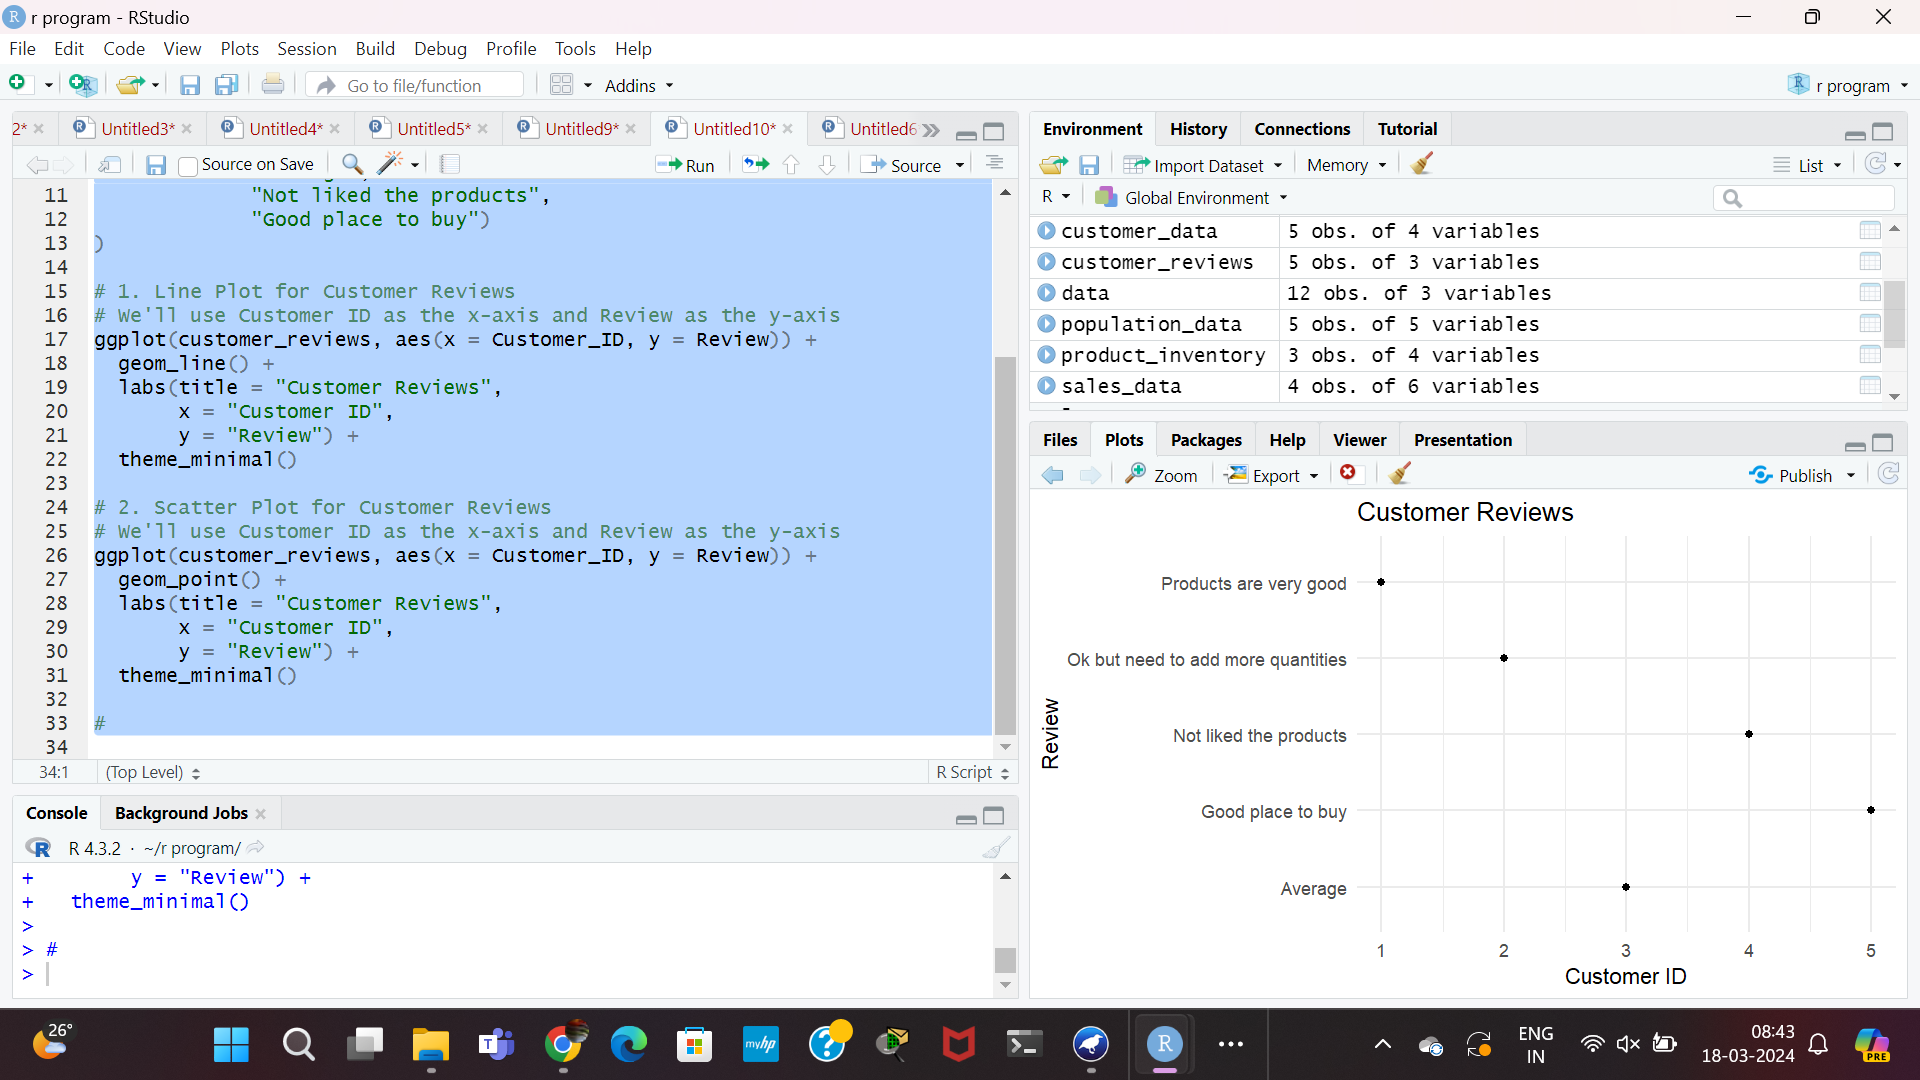 r program - RStudio
File Edit Code View Plots Session Build Debug Profile Tools Help
Go to file/function Addins r program
2* Untitled3* Untitled4* Untitled5* Untitled9* Untitled10* Untitled6
Source on Save Run Source
11 "Not liked the products",
12 "Good place to buy")
13 )
14
15 # 1. Line Plot for Customer Reviews
16 # We'll use Customer ID as the x-axis and Review as the y-axis
17 ggplot(customer_reviews, aes(x = Customer_ID, y = Review)) +
18 geom_line() +
19 labs(title = "Customer Reviews",
20 x = "Customer ID",
21 y = "Review") +
22 theme_minimal()
23
24 # 2. Scatter Plot for Customer Reviews
25 # We'll use Customer ID as the x-axis and Review as the y-axis
26 ggplot(customer_reviews, aes(x = Customer_ID, y = Review)) +
27 geom_point() +
28 labs(title = "Customer Reviews",
29 x = "Customer ID",
30 y = "Review") +
31 theme_minimal()
32
33 #
34
34:1 (Top Level) R Script
Console Background Jobs
R 4.3.2 · ~/r program/
+ y = "Review") +
+ theme_minimal()
>
> #
>
Environment History Connections Tutorial
Import Dataset Memory List
R Global Environment
customer_data 5 obs. of 4 variables
customer_reviews 5 obs. of 3 variables
data 12 obs. of 3 variables
population_data 5 obs. of 5 variables
product_inventory 3 obs. of 4 variables
sales_data 4 obs. of 6 variables
Files Plots Packages Help Viewer Presentation
Zoom Export Publish
Customer Reviews
Products are very good
Ok but need to add more quantities
Not liked the products
Good place to buy
Average
Review
1 2 3 4 5
Customer ID
26°
myhp
R
ENG
IN
08:43
18-03-2024
PRE